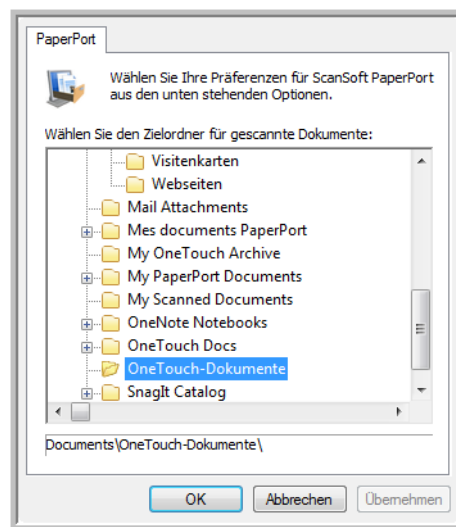 PaperPort
Wählen Sie Ihre Präferenzen für ScanSoft PaperPort
aus den unten stehenden Optionen.
Wählen Sie den Zielordner für gescannte Dokumente:
Visitenkarten
Webseiten
Mail Attachments
Mes documents PaperPort
My OneTouch Archive
My PaperPort Documents
My Scanned Documents
OneNote Notebooks
OneTouch Docs
OneTouch-Dokumente
SnagIt Catalog
Documents\OneTouch-Dokumente\
OK Abbrechen Übernehmen